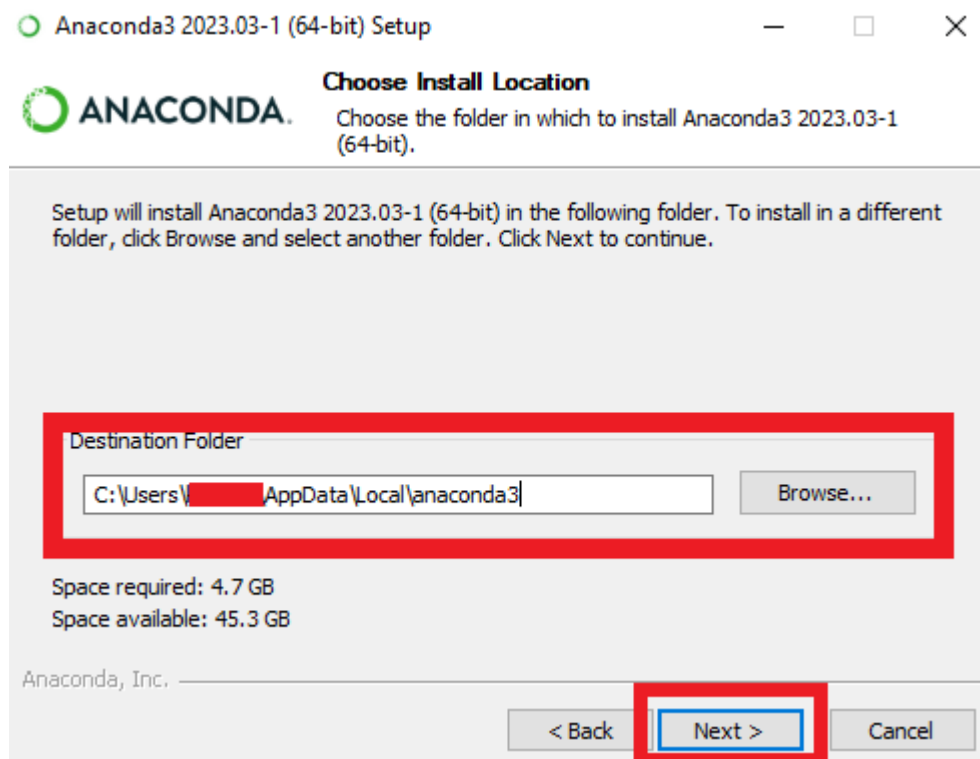 Anaconda3 2023.03-1 (64-bit) Setup
ANACONDA.
Choose Install Location
Choose the folder in which to install Anaconda3 2023.03-1
(64-bit).
Setup will install Anaconda3 2023.03-1 (64-bit) in the following folder. To install in a different
folder, click Browse and select another folder. Click Next to continue.
Destination Folder
C:\Users\ AppData\Local\anaconda3
Browse...
Space required: 4.7 GB
Space available: 45.3 GB
Anaconda, Inc.
< Back
Next >
Cancel